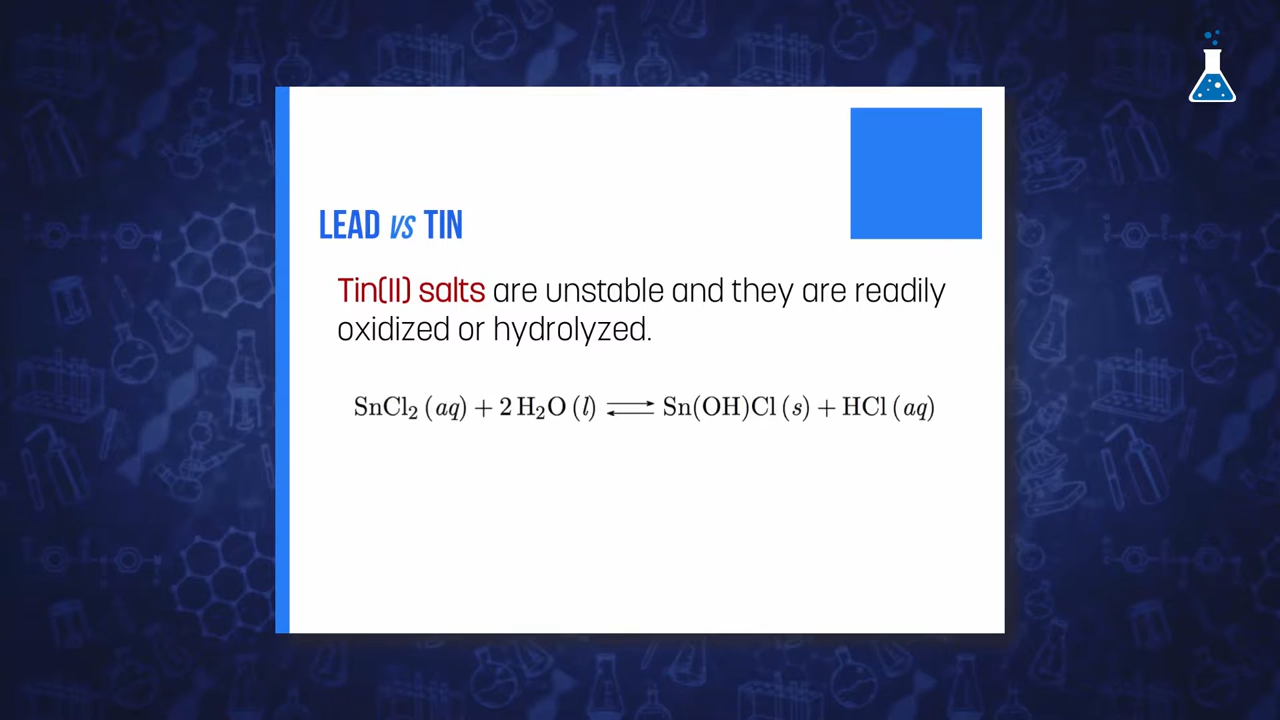 LEAD vs TIN
Tin(II) salts are unstable and they are readily
oxidized or hydrolyzed.
SnCl₂ (aq) + 2 H₂O (l) ⇌ Sn(OH)Cl (s) + HCl (aq)